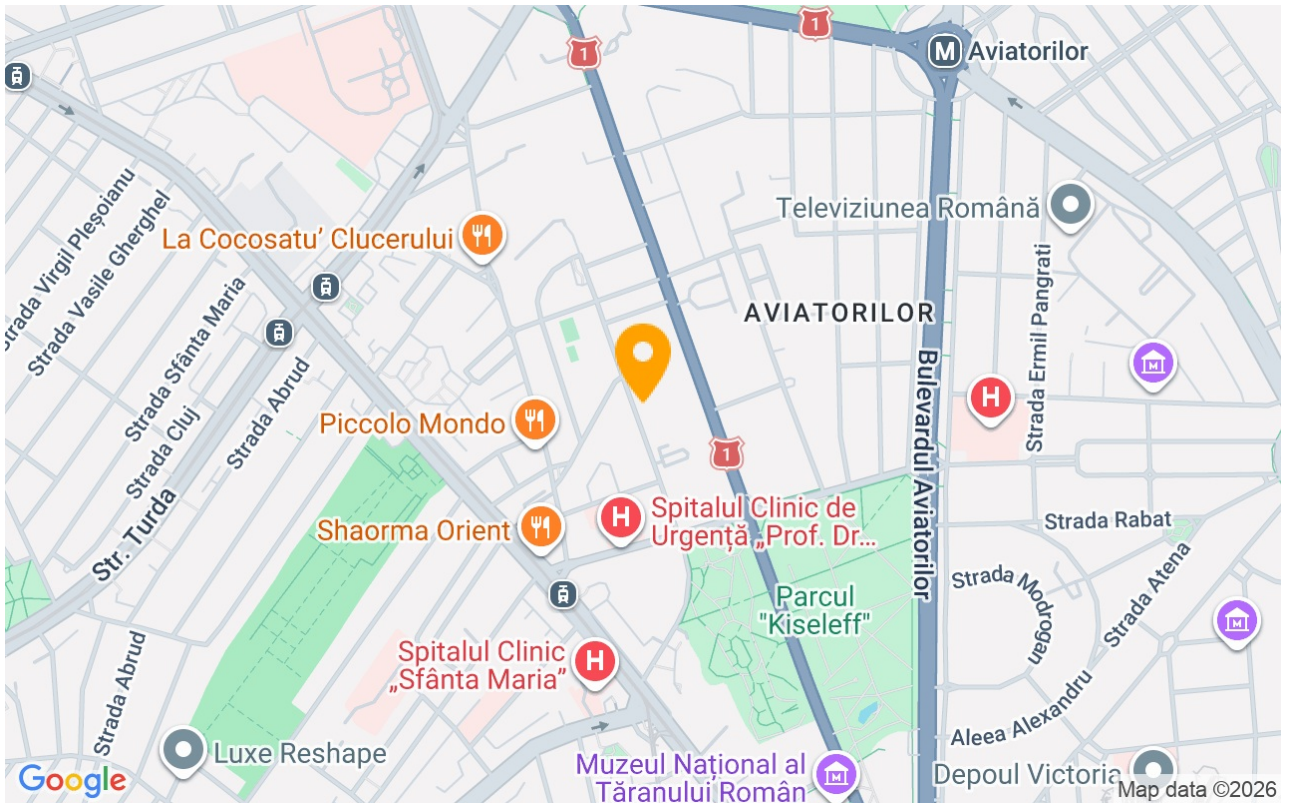 1
1
M Aviatorilor
Strada Virgil Pleșoianu
Strada Vasile Gherghel
Strada Sfânta Maria
La Cocosatu' Clucerului
Televiziunea Română
Strada Ermil Pangrati
AVIATORILOR
Bulevardul Aviatorilor
M
H
Strada Cluj
Strada Abrud
Piccolo Mondo
1
Str. Turda
Shaorma Orient
H
Spitalul Clinic de
Urgență „Prof. Dr...
Strada Rabat
Strada Atena
Strada Modrogan
Parcul
"Kiseleff"
M
Spitalul Clinic
„Sfânta Maria”
H
Strada Abrud
Aleea Alexandru
Luxe Reshape
Muzeul Național al
Țăranului Român
M
Depoul Victoria
Google
Map data ©2026